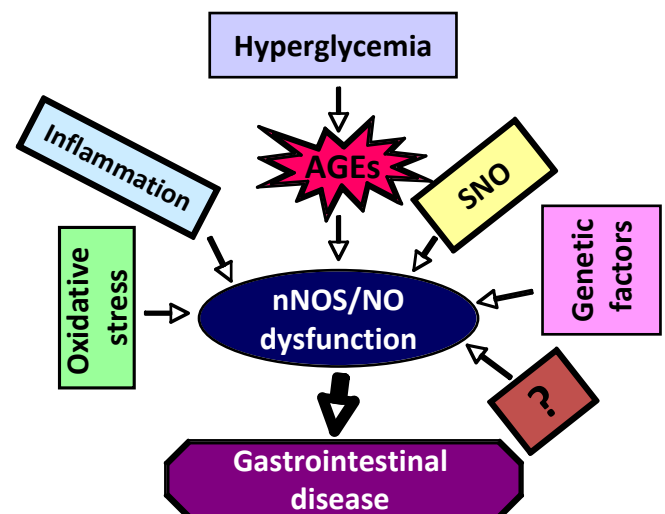 Hyperglycemia
Inflammation
AGEs
SNO
Oxidative
stress
nNOS/NO
dysfunction
Genetic
factors
?
Gastrointestinal
disease